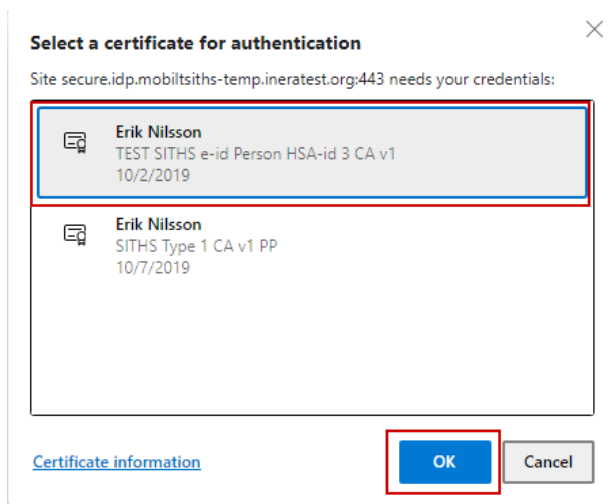 Select a certificate for authentication
Site secure.idp.mobiltsiths-temp.ineratest.org:443 needs your credentials:
Erik Nilsson
TEST SITHS e-id Person HSA-id 3 CA v1
10/2/2019
Erik Nilsson
SITHS Type 1 CA v1 PP
10/7/2019
Certificate information
OK
Cancel